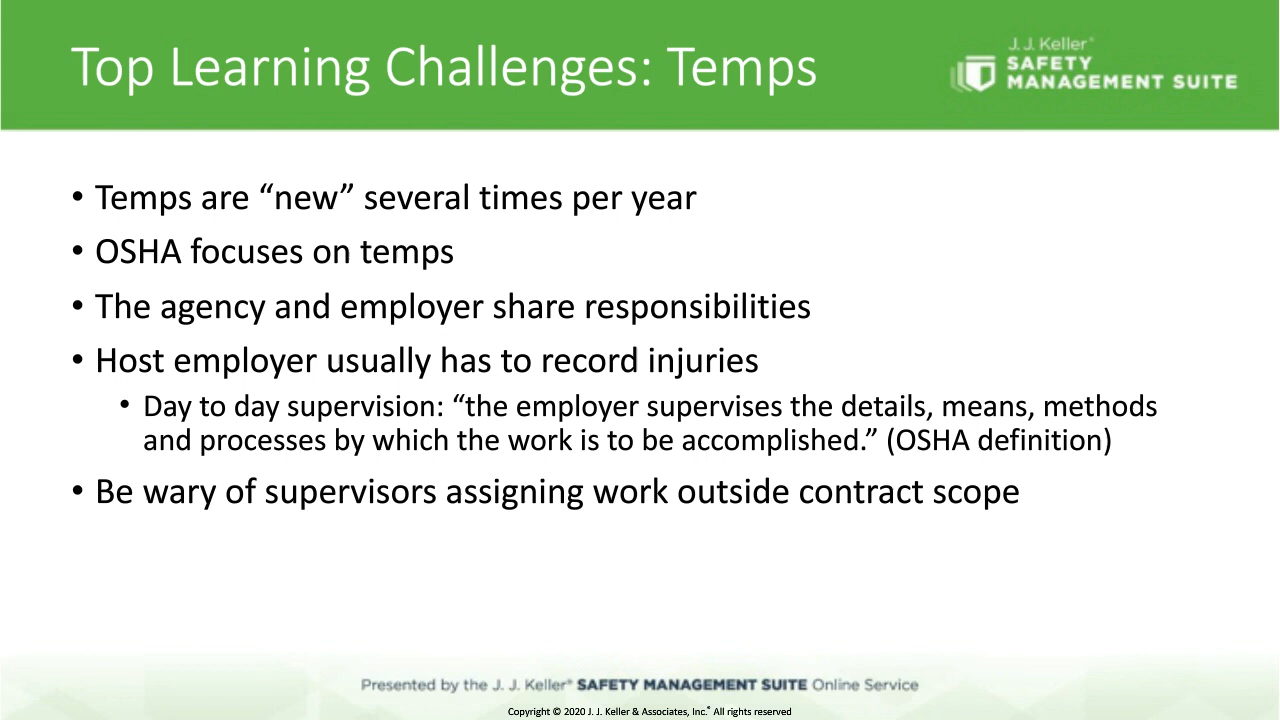 Top Learning Challenges: Temps
J. J. Keller®
SAFETY
MANAGEMENT SUITE
• Temps are “new” several times per year
• OSHA focuses on temps
• The agency and employer share responsibilities
• Host employer usually has to record injuries
• Day to day supervision: “the employer supervises the details, means, methods
and processes by which the work is to be accomplished.” (OSHA definition)
• Be wary of supervisors assigning work outside contract scope
Presented by the J. J. Keller® SAFETY MANAGEMENT SUITE Online Service
Copyright © 2020 J. J. Keller & Associates, Inc.® All rights reserved